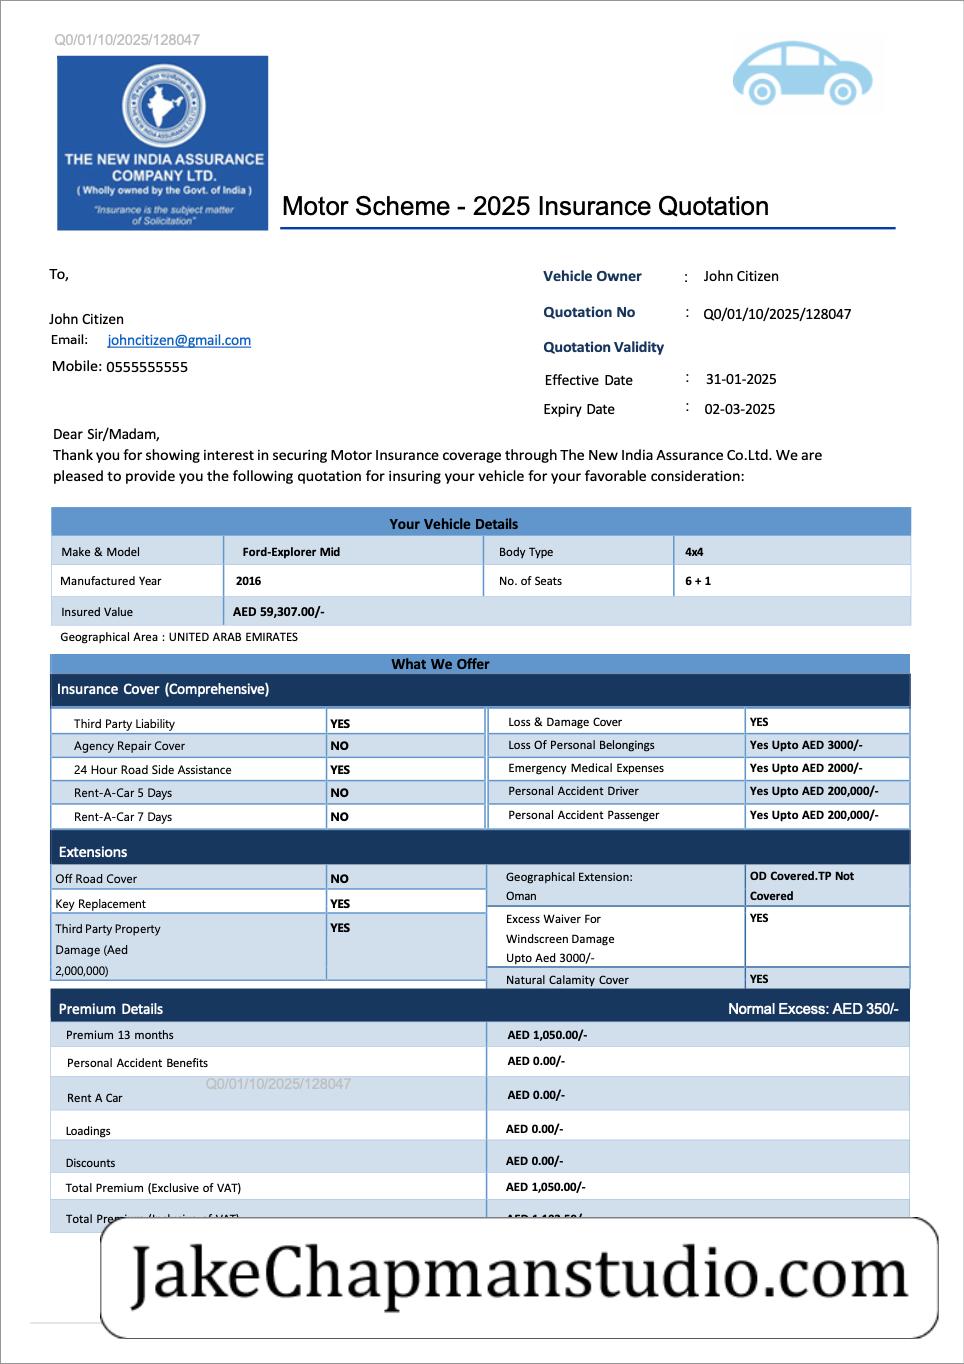 Q0/01/10/2025/128047
THE NEW INDIA ASSURANCE
COMPANY LTD.
( Wholly owned by the Govt. of India )
"Insurance is the subject matter
of Solicitation"
Motor Scheme - 2025 Insurance Quotation
To,
John Citizen
Email: johncitizen@gmail.com
Mobile: 0555555555
Vehicle Owner : John Citizen
Quotation No : Q0/01/10/2025/128047
Quotation Validity
Effective Date : 31-01-2025
Expiry Date : 02-03-2025
Dear Sir/Madam,
Thank you for showing interest in securing Motor Insurance coverage through The New India Assurance Co.Ltd. We are
pleased to provide you the following quotation for insuring your vehicle for your favorable consideration:
Your Vehicle Details
Make & Model Ford-Explorer Mid Body Type 4x4
Manufactured Year 2016 No. of Seats 6 + 1
Insured Value AED 59,307.00/-
Geographical Area : UNITED ARAB EMIRATES
What We Offer
Insurance Cover (Comprehensive)
Third Party Liability YES Loss & Damage Cover YES
Agency Repair Cover NO Loss Of Personal Belongings Yes Upto AED 3000/-
24 Hour Road Side Assistance YES Emergency Medical Expenses Yes Upto AED 2000/-
Rent-A-Car 5 Days NO Personal Accident Driver Yes Upto AED 200,000/-
Rent-A-Car 7 Days NO Personal Accident Passenger Yes Upto AED 200,000/-
Extensions
Off Road Cover NO
Key Replacement YES
Third Party Property YES
Damage (Aed
2,000,000)
Geographical Extension: OD Covered.TP Not
Oman Covered
Excess Waiver For YES
Windscreen Damage
Upto Aed 3000/-
Natural Calamity Cover YES
Premium Details Normal Excess: AED 350/-
Premium 13 months AED 1,050.00/-
Personal Accident Benefits AED 0.00/-
Q0/01/10/2025/128047
Rent A Car AED 0.00/-
Loadings AED 0.00/-
Discounts AED 0.00/-
Total Premium (Exclusive of VAT) AED 1,050.00/-
Total
JakeChapmanstudio.com